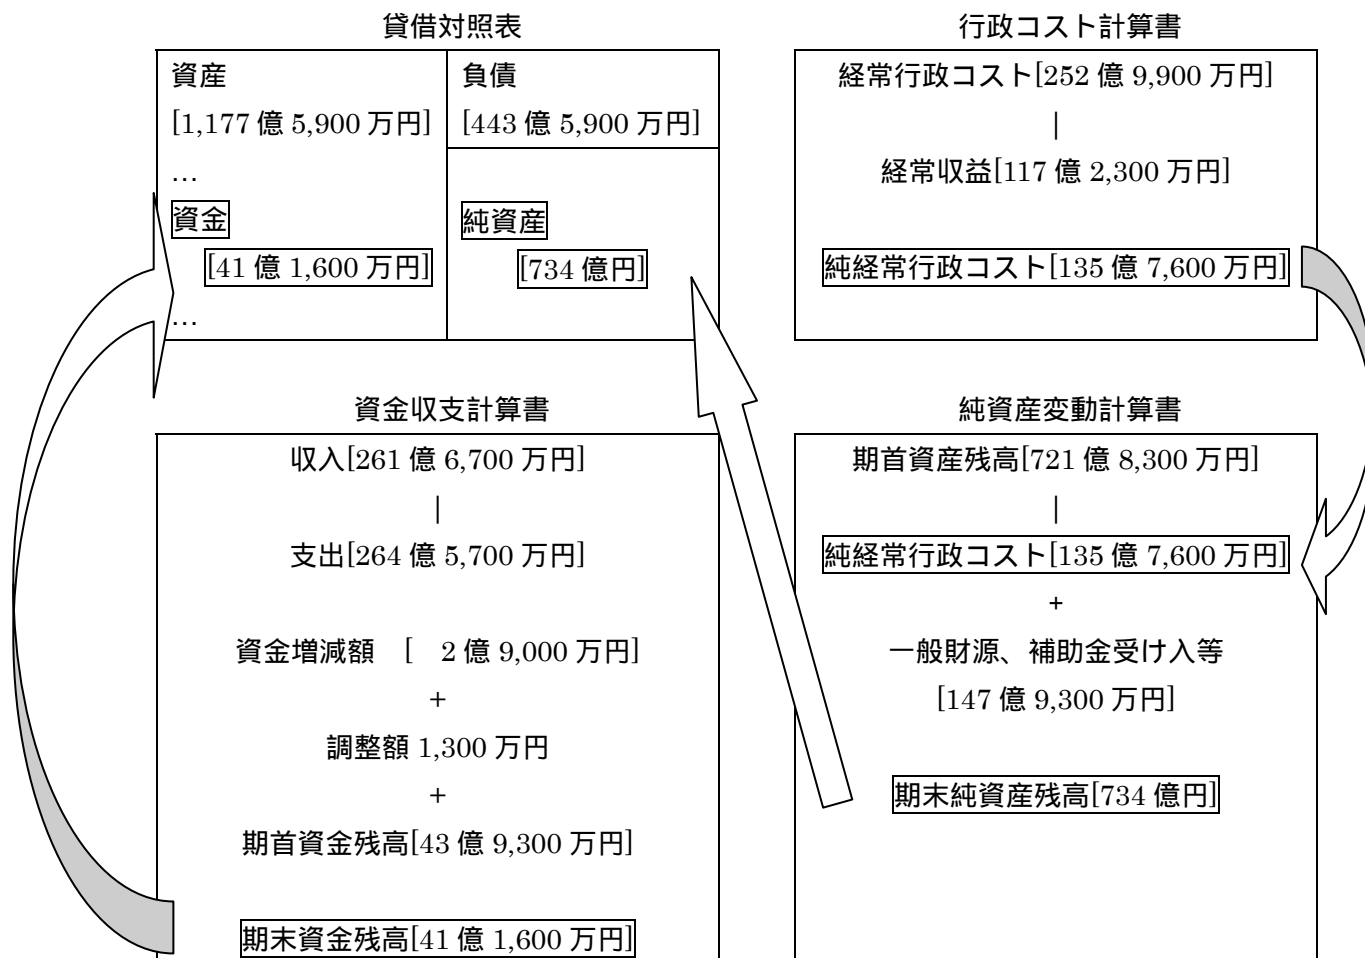 貸借対照表
資産
[1,177 億 5,900 万円]
…
資金
[41 億 1,600 万円]
…
負債
[443 億 5,900 万円]
純資産
[734 億円]
行政コスト計算書
経常行政コスト[252 億 9,900 万円]
|
経常収益[117 億 2,300 万円]
純経常行政コスト[135 億 7,600 万円]
資金収支計算書
収入[261 億 6,700 万円]
|
支出[264 億 5,700 万円]
資金増減額 [ 2 億 9,000 万円]
+
調整額 1,300 万円
+
期首資金残高[43 億 9,300 万円]
期末資金残高[41 億 1,600 万円]
純資産変動計算書
期首資産残高[721 億 8,300 万円]
|
純経常行政コスト[135 億 7,600 万円]
+
一般財源、補助金受け入等
[147 億 9,300 万円]
期末純資産残高[734 億円]